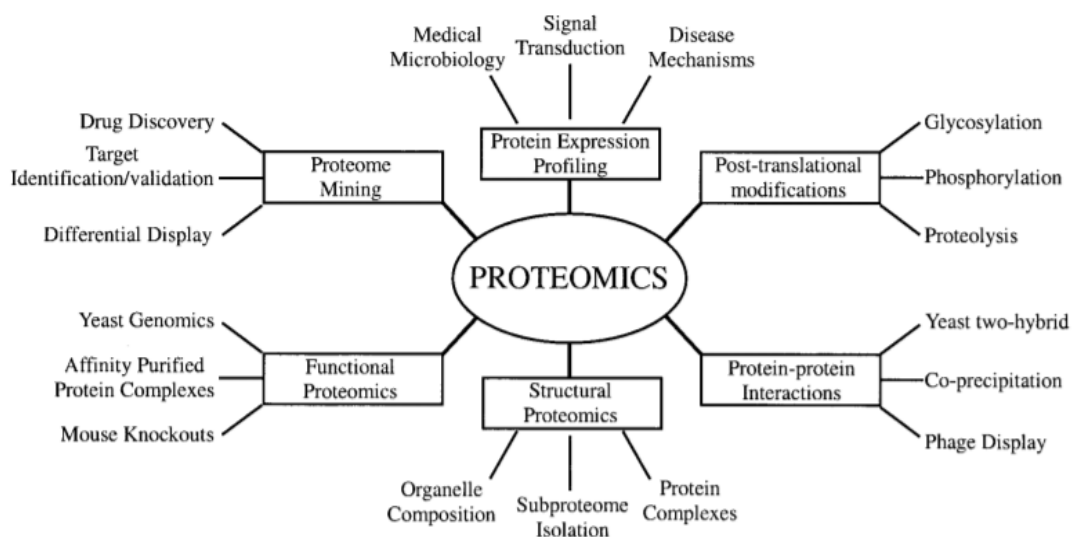 Medical
Microbiology
Signal
Transduction
Disease
Mechanisms
Protein Expression
Profiling
Drug Discovery
Target
Identification/validation
Differential Display
Proteome
Mining
Post-translational
modifications
Glycosylation
Phosphorylation
Proteolysis
PROTEOMICS
Yeast Genomics
Affinity Purified
Protein Complexes
Mouse Knockouts
Functional
Proteomics
Structural
Proteomics
Organelle
Composition
Subproteome
Isolation
Protein
Complexes
Protein-protein
Interactions
Yeast two-hybrid
Co-precipitation
Phage Display